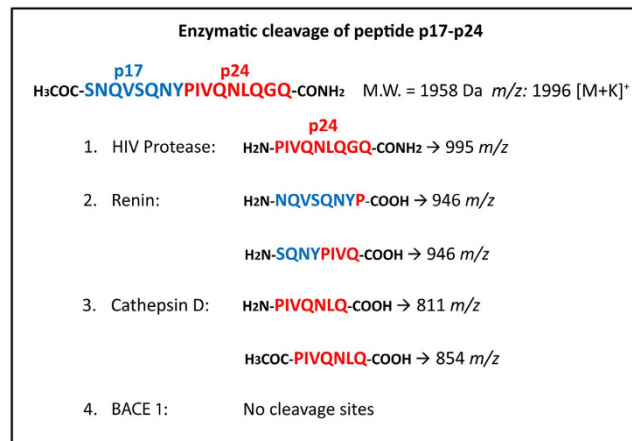 Enzymatic cleavage of peptide p17-p24
p17 p24
H3COC-SNQVSQNYPIVQNLQGQ-CONH2 M.W. = 1958 Da m/z: 1996 [M+K]+
p24
1. HIV Protease: H2N-PIVQNLQGQ-CONH2 → 995 m/z
2. Renin: H2N-NQVSQNYP-COOH → 946 m/z
H2N-SQNYPIVQ-COOH → 946 m/z
3. Cathepsin D: H2N-PIVQNLQ-COOH → 811 m/z
H3COC-PIVQNLQ-COOH → 854 m/z
4. BACE 1: No cleavage sites